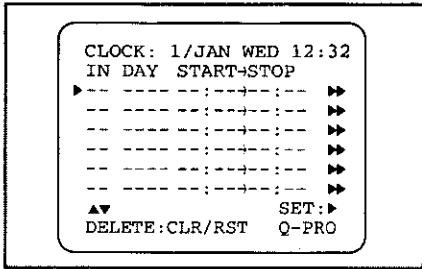 CLOCK: 1/JAN WED 12:32
IN DAY START→STOP
▶-- ---- --:--→--:-- ▶▶
-- ---- --:--→--:-- ▶▶
-- ---- --:--→--:-- ▶▶
-- ---- --:--→--:-- ▶▶
-- ---- --:--→--:-- ▶▶
-- ---- --:--→--:-- ▶▶
▲▼ SET:▶
DELETE:CLR/RST Q-PRO